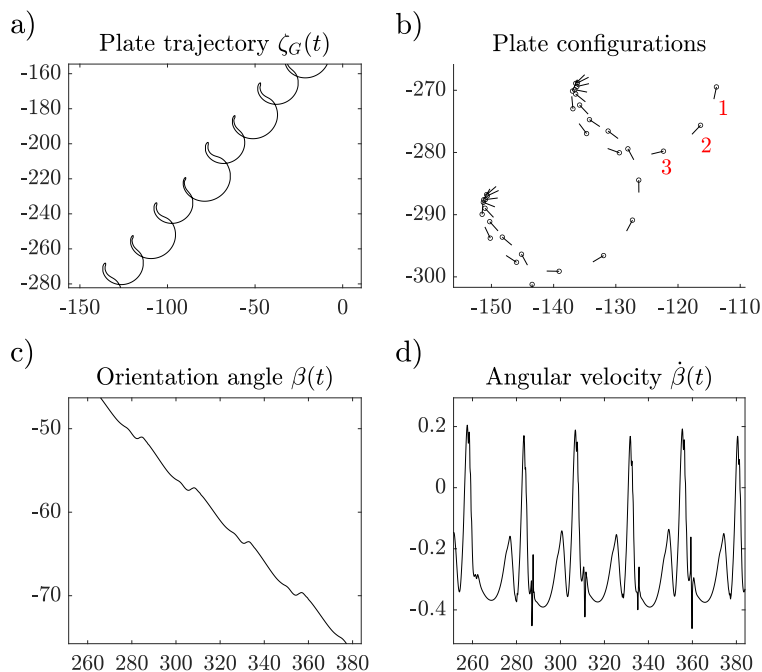 a)
Plate trajectory ζ_G(t)
-160
-180
-200
-220
-240
-260
-280
-150 -100 -50 0
b)
Plate configurations
-270
-280
-290
-300
1
2
3
-150 -140 -130 -120 -110
c)
Orientation angle β(t)
-50
-60
-70
260 280 300 320 340 360 380
d)
Angular velocity β̇(t)
0.2
0
-0.2
-0.4
260 280 300 320 340 360 380